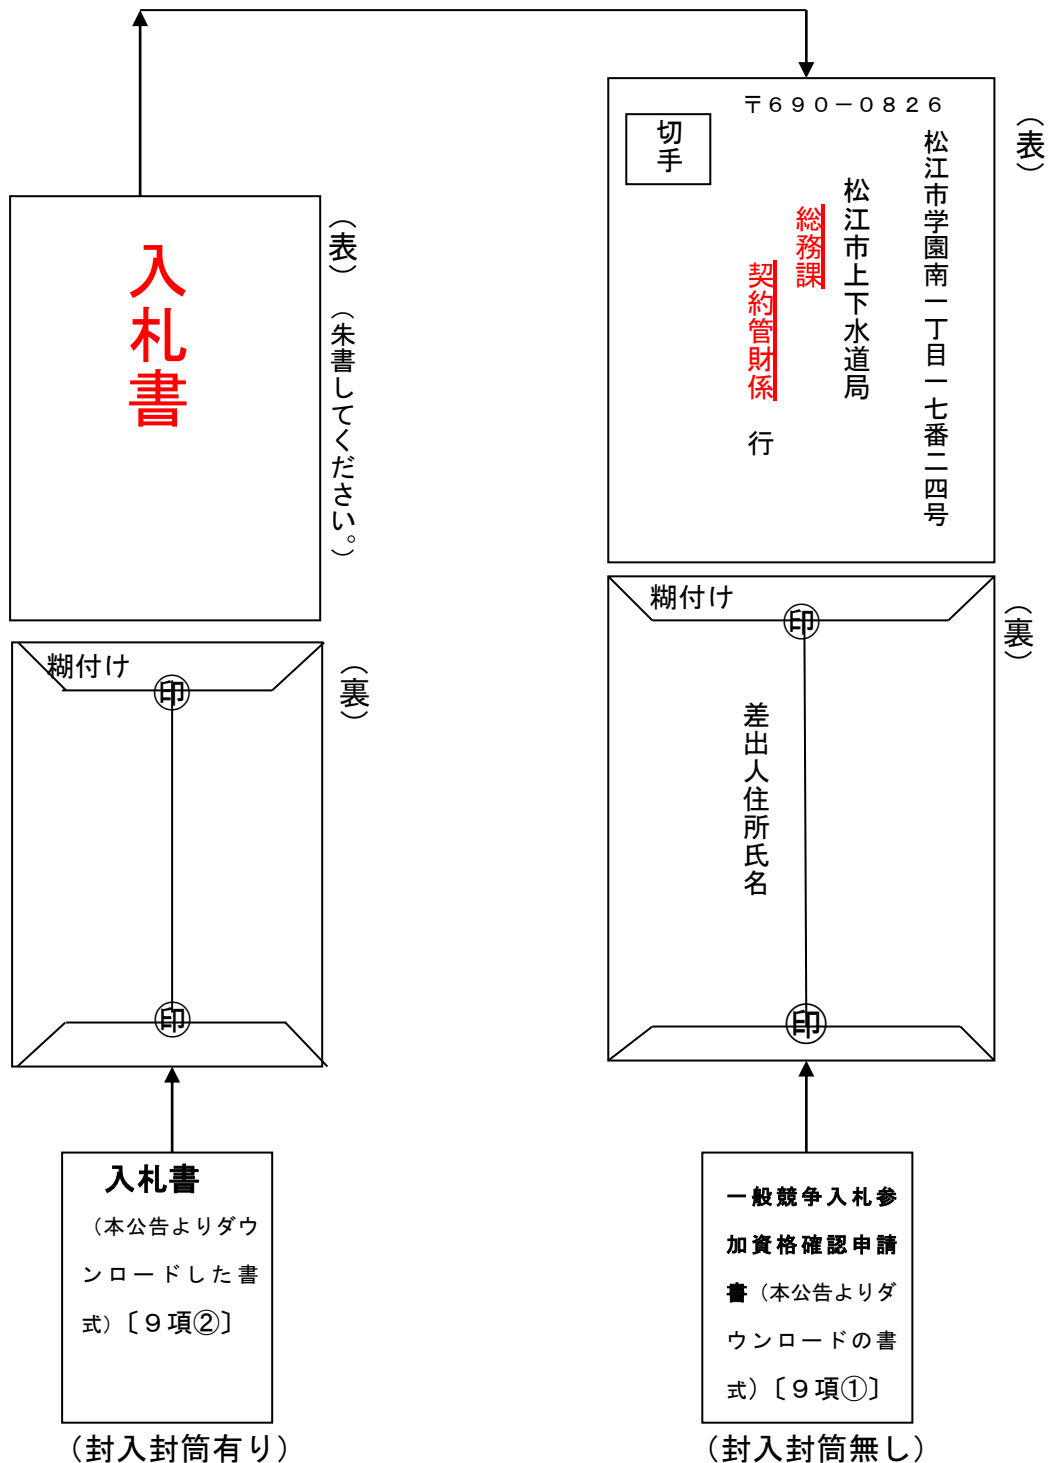 入札書
（表）
（朱書してください。）
糊付け
印
印
（裏）
入札書
（本公告よりダウ
ンロードした書
式）〔９項②〕
（封入封筒有り）
〒６９０－０８２６
切手
松江市学園南一丁目一七番二四号
松江市上下水道局
総務課
契約管財係　行
（表）
糊付け
印
差出人住所氏名
印
（裏）
一般競争入札参
加資格確認申請
書（本公告よりダ
ウンロードの書
式）〔９項①〕
（封入封筒無し）